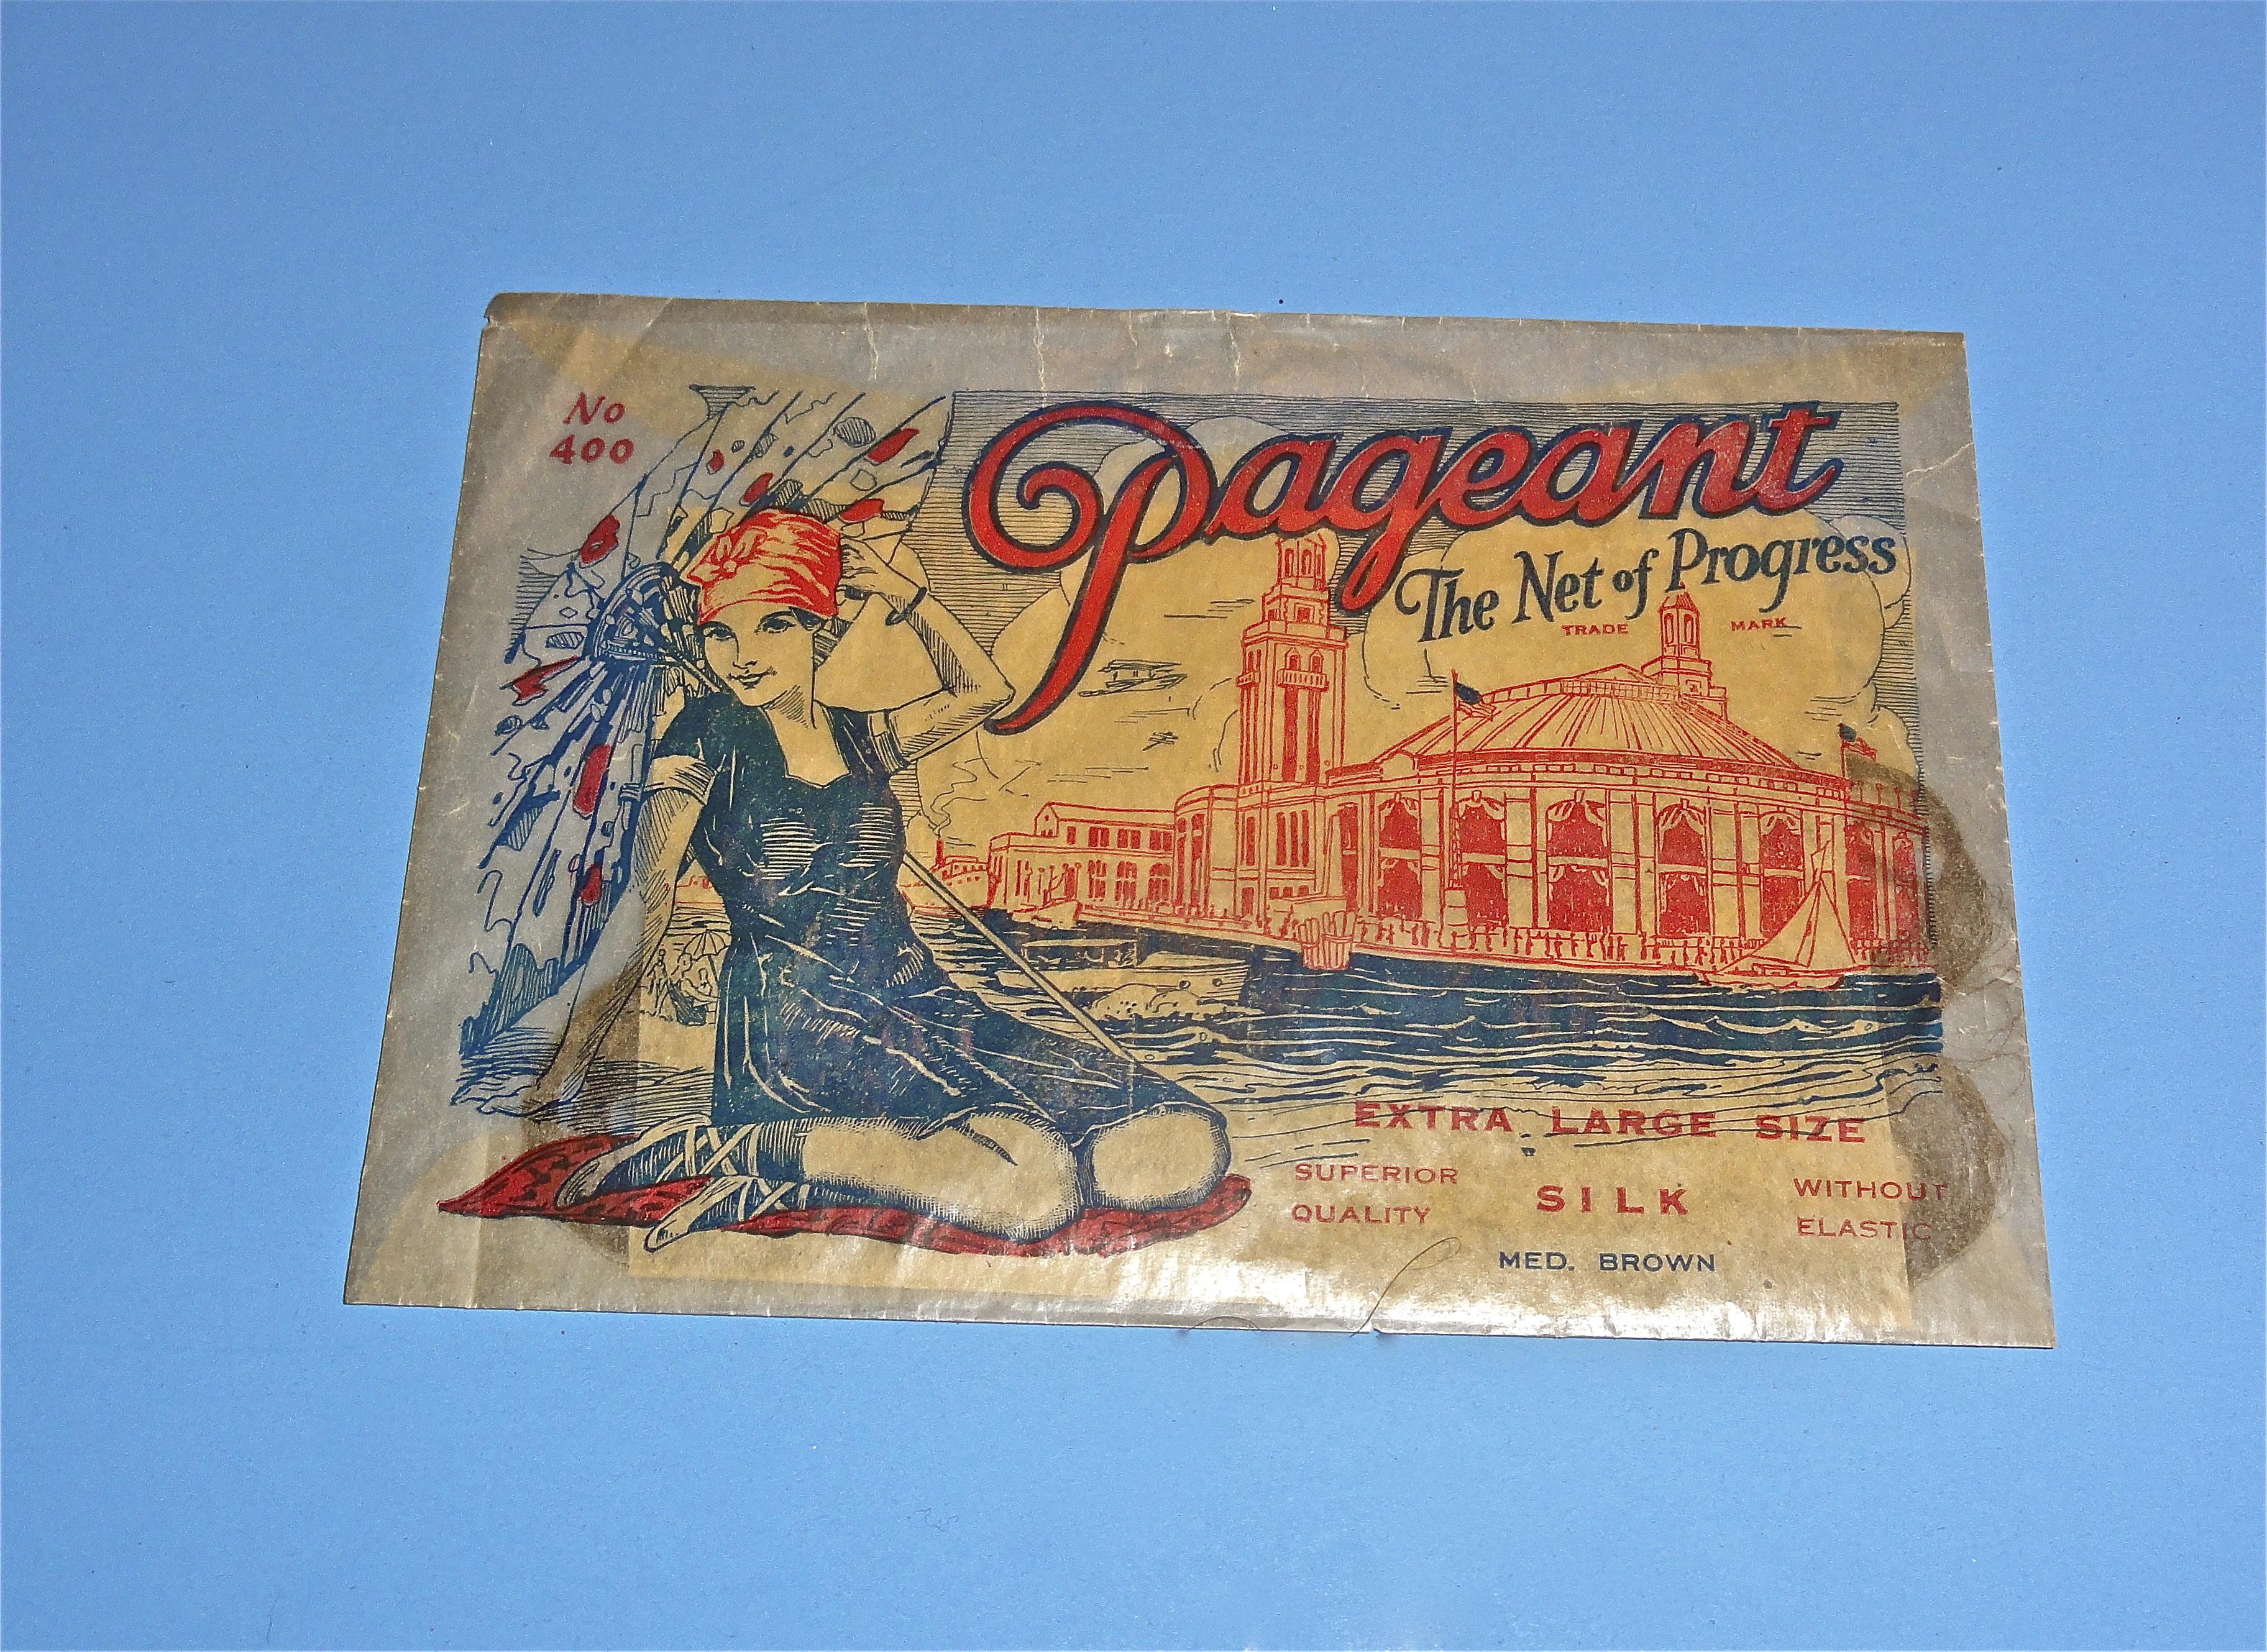 No
400
Pageant
The Net of Progress
TRADE MARK
EXTRA LARGE SIZE
SUPERIOR
QUALITY
SILK
WITHOUT
ELASTIC
MED. BROWN